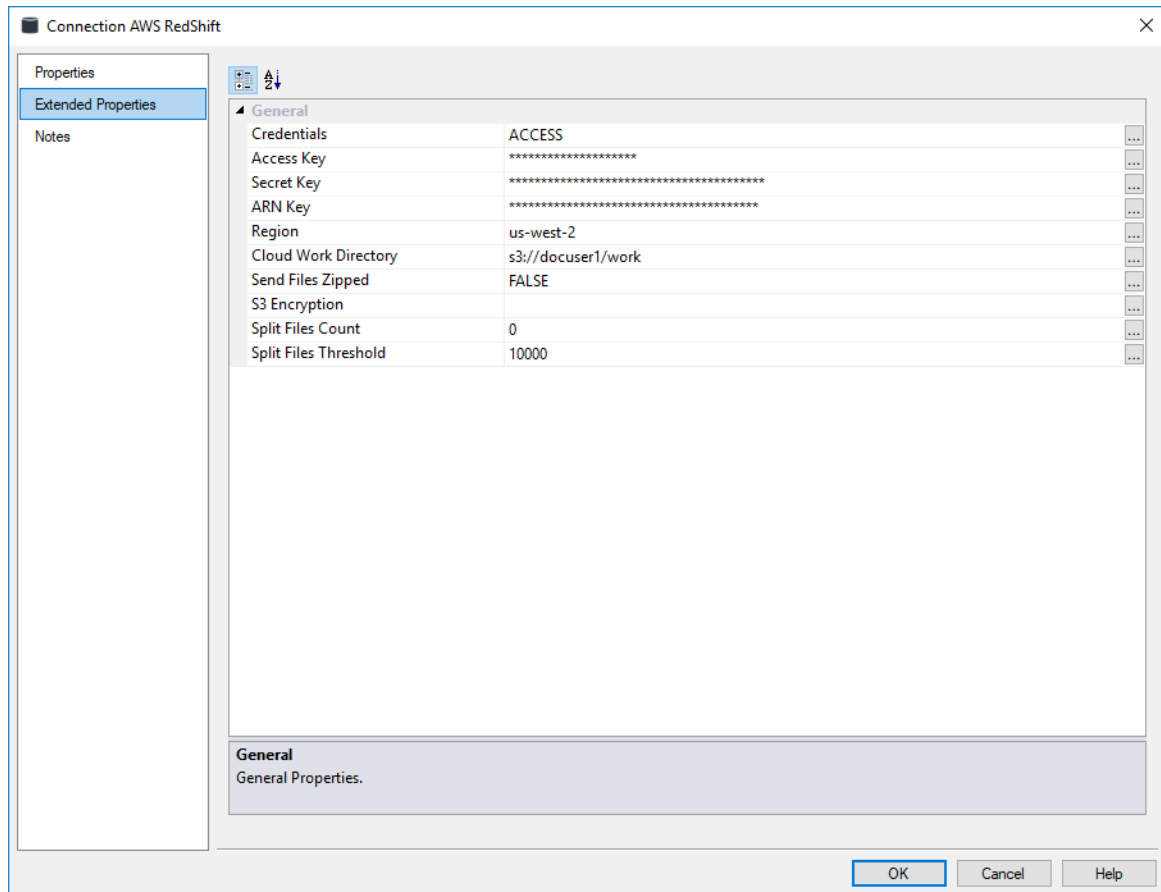 Connection AWS RedShift
Properties
Extended Properties
Notes
General
Credentials ACCESS ...
Access Key ******************** ...
Secret Key **************************************** ...
ARN Key *************************************** ...
Region us-west-2 ...
Cloud Work Directory s3://docuser1/work ...
Send Files Zipped FALSE ...
S3 Encryption ...
Split Files Count 0 ...
Split Files Threshold 10000 ...
General
General Properties.
OK Cancel Help